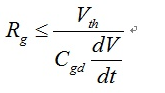 R_g ≤ V_th / (C_gd dV/dt) ↵